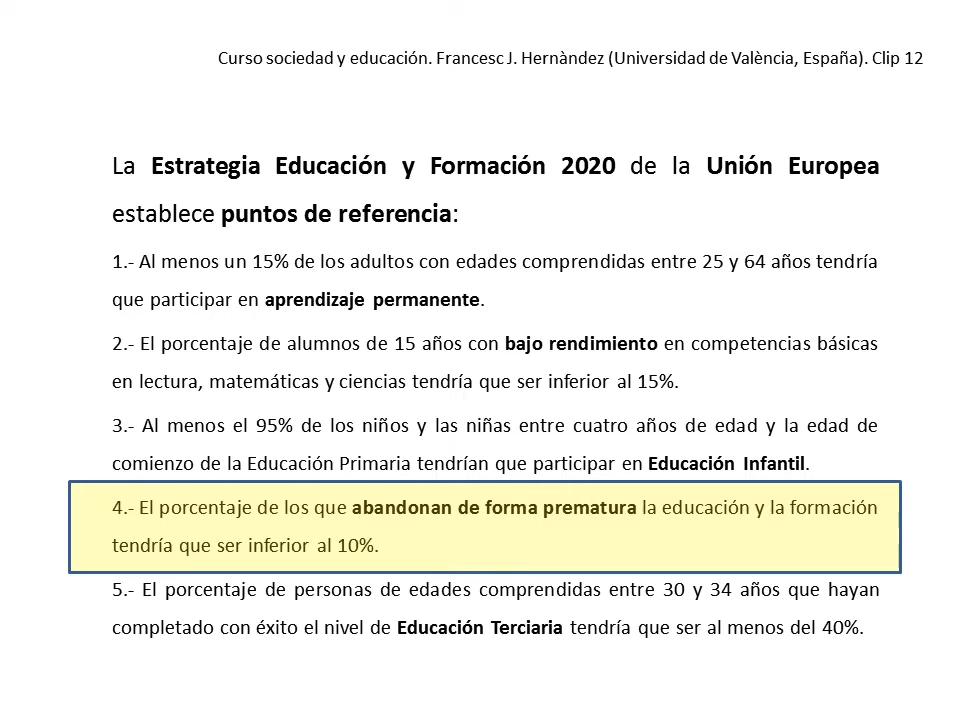 Curso sociedad y educación. Francesc J. Hernàndez (Universidad de València, España). Clip 12
La Estrategia Educación y Formación 2020 de la Unión Europea
establece puntos de referencia:
1.- Al menos un 15% de los adultos con edades comprendidas entre 25 y 64 años tendría
que participar en aprendizaje permanente.
2.- El porcentaje de alumnos de 15 años con bajo rendimiento en competencias básicas
en lectura, matemáticas y ciencias tendría que ser inferior al 15%.
3.- Al menos el 95% de los niños y las niñas entre cuatro años de edad y la edad de
comienzo de la Educación Primaria tendrían que participar en Educación Infantil.
4.- El porcentaje de los que abandonan de forma prematura la educación y la formación
tendría que ser inferior al 10%.
5.- El porcentaje de personas de edades comprendidas entre 30 y 34 años que hayan
completado con éxito el nivel de Educación Terciaria tendría que ser al menos del 40%.